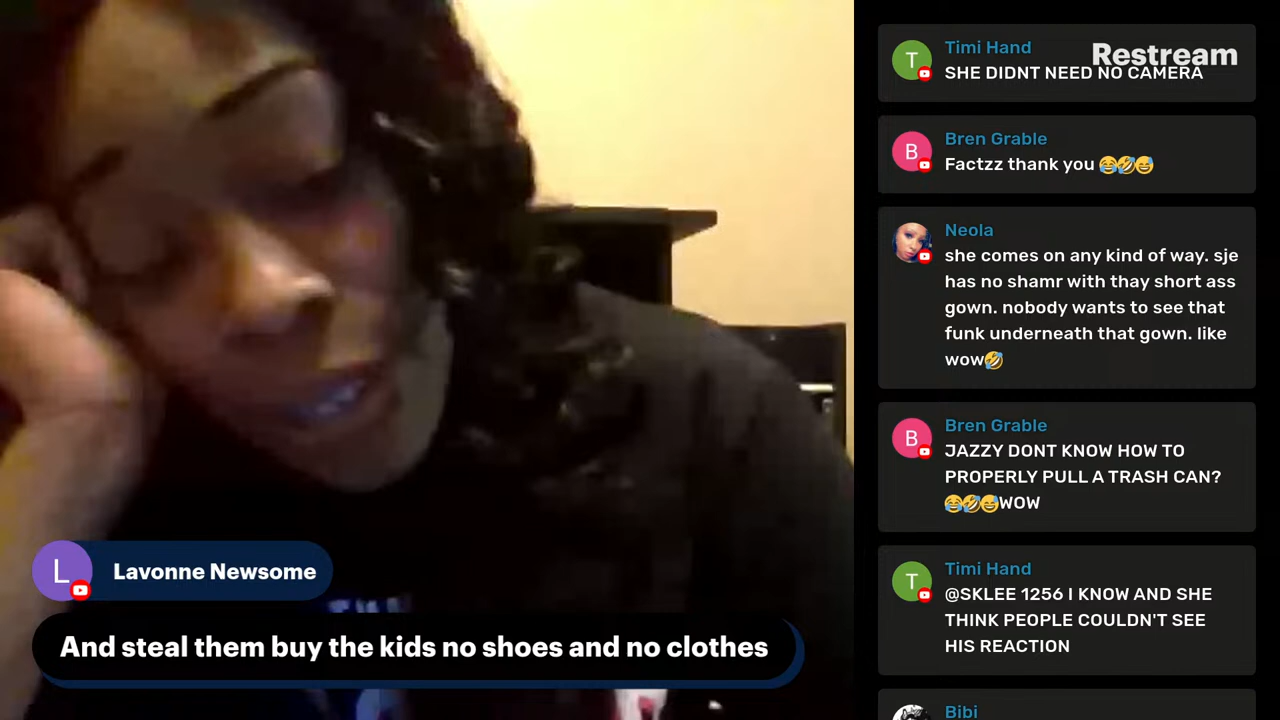 Restream
T
Timi Hand
SHE DIDNT NEED NO CAMERA
B
Bren Grable
Factzz thank you 😂🤣😅
Neola
she comes on any kind of way. sje
has no shamr with thay short ass
gown. nobody wants to see that
funk underneath that gown. like
wow🤣
B
Bren Grable
JAZZY DONT KNOW HOW TO
PROPERLY PULL A TRASH CAN?
😂🤣😅WOW
T
Timi Hand
@SKLEE 1256 I KNOW AND SHE
THINK PEOPLE COULDN'T SEE
HIS REACTION
Bibi
L
Lavonne Newsome
And steal them buy the kids no shoes and no clothes